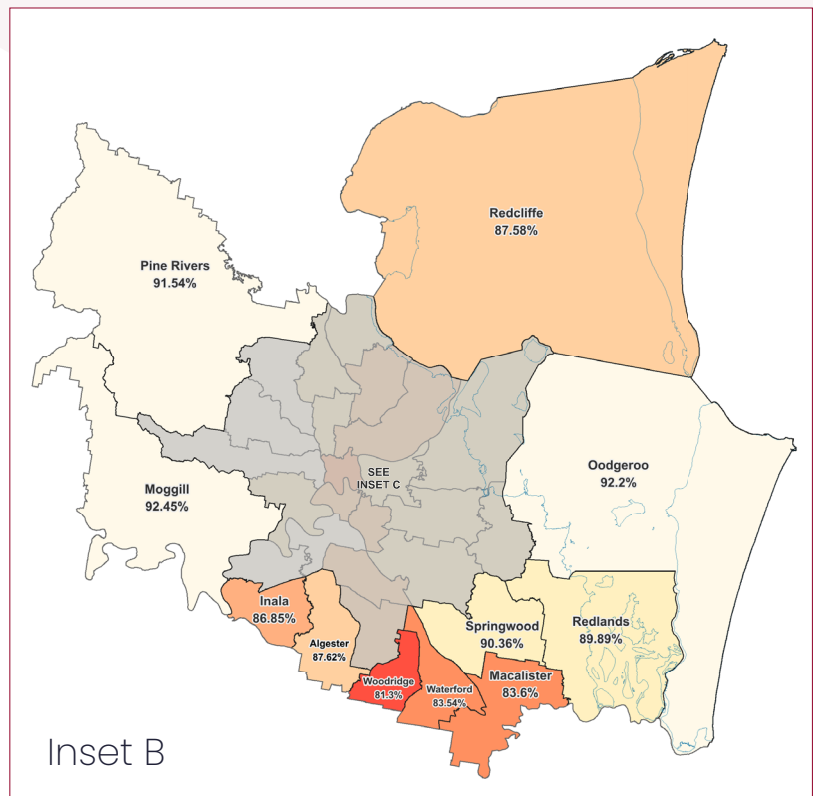 Redcliffe
87.58%
Pine Rivers
91.54%
SEE
INSET C
Oodgeroo
92.2%
Moggill
92.45%
Inala
86.85%
Algester
87.62%
Springwood
90.36%
Redlands
89.89%
Woodridge
81.3%
Waterford
83.54%
Macalister
83.6%
Inset B